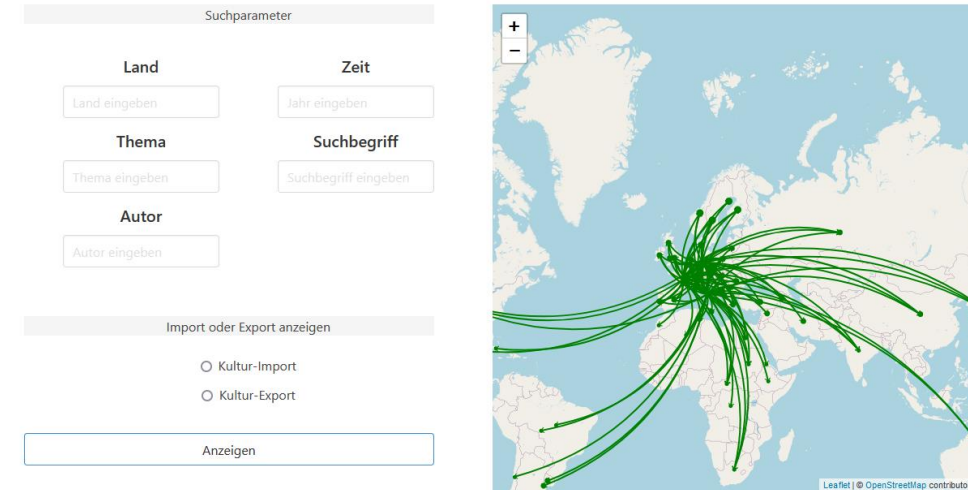 Suchparameter
Land
Zeit
Land eingeben
Jahr eingeben
Thema
Suchbegriff
Thema eingeben
Suchbegriff eingeben
Autor
Autor eingeben
Import oder Export anzeigen
Kultur-Import
Kultur-Export
Anzeigen
+
−
Leaflet | © OpenStreetMap contributo